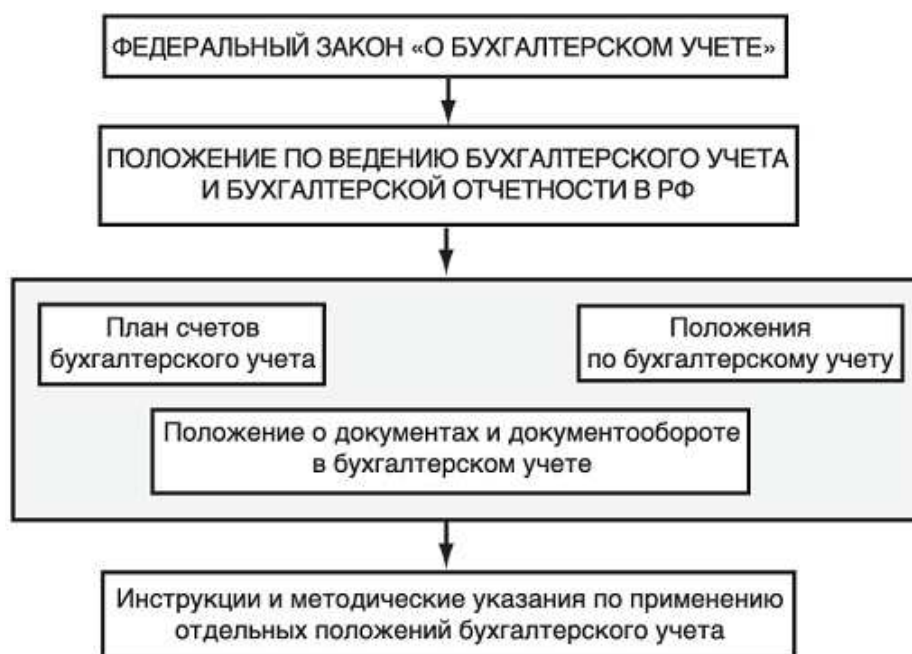 ФЕДЕРАЛЬНЫЙ ЗАКОН «О БУХГАЛТЕРСКОМ УЧЕТЕ»
ПОЛОЖЕНИЕ ПО ВЕДЕНИЮ БУХГАЛТЕРСКОГО УЧЕТА
И БУХГАЛТЕРСКОЙ ОТЧЕТНОСТИ В РФ
План счетов
бухгалтерского учета
Положения
по бухгалтерскому учету
Положение о документах и документообороте
в бухгалтерском учете
Инструкции и методические указания по применению
отдельных положений бухгалтерского учета